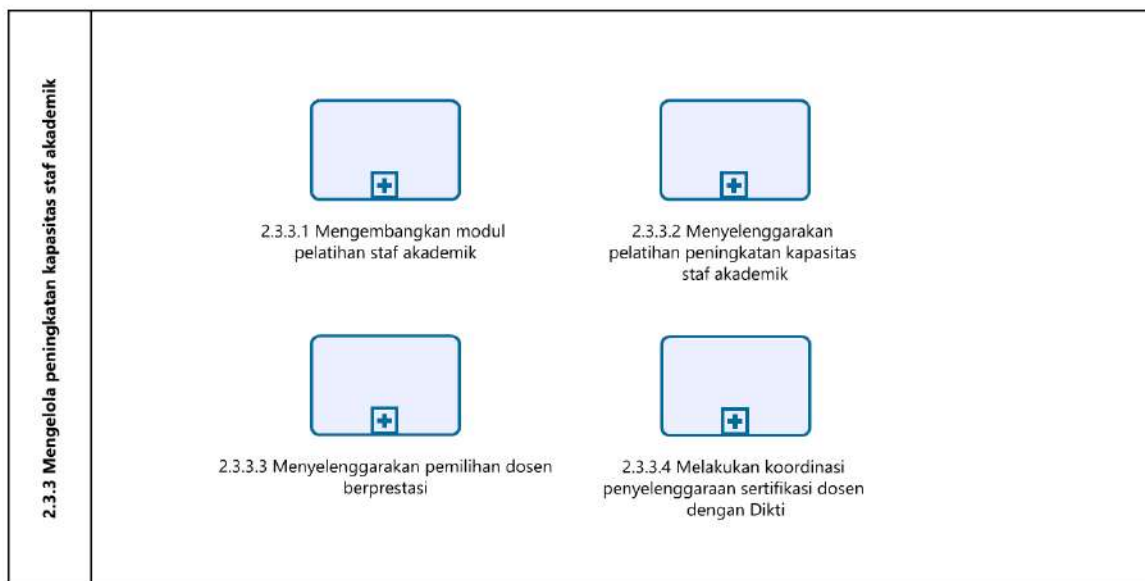 2.3.3 Mengelola peningkatan kapasitas staf akademik
2.3.3.1 Mengembangkan modul
pelatihan staf akademik
2.3.3.2 Menyelenggarakan
pelatihan peningkatan kapasitas
staf akademik
2.3.3.3 Menyelenggarakan pemilihan dosen
berprestasi
2.3.3.4 Melakukan koordinasi
penyelenggaraan sertifikasi dosen
dengan Dikti